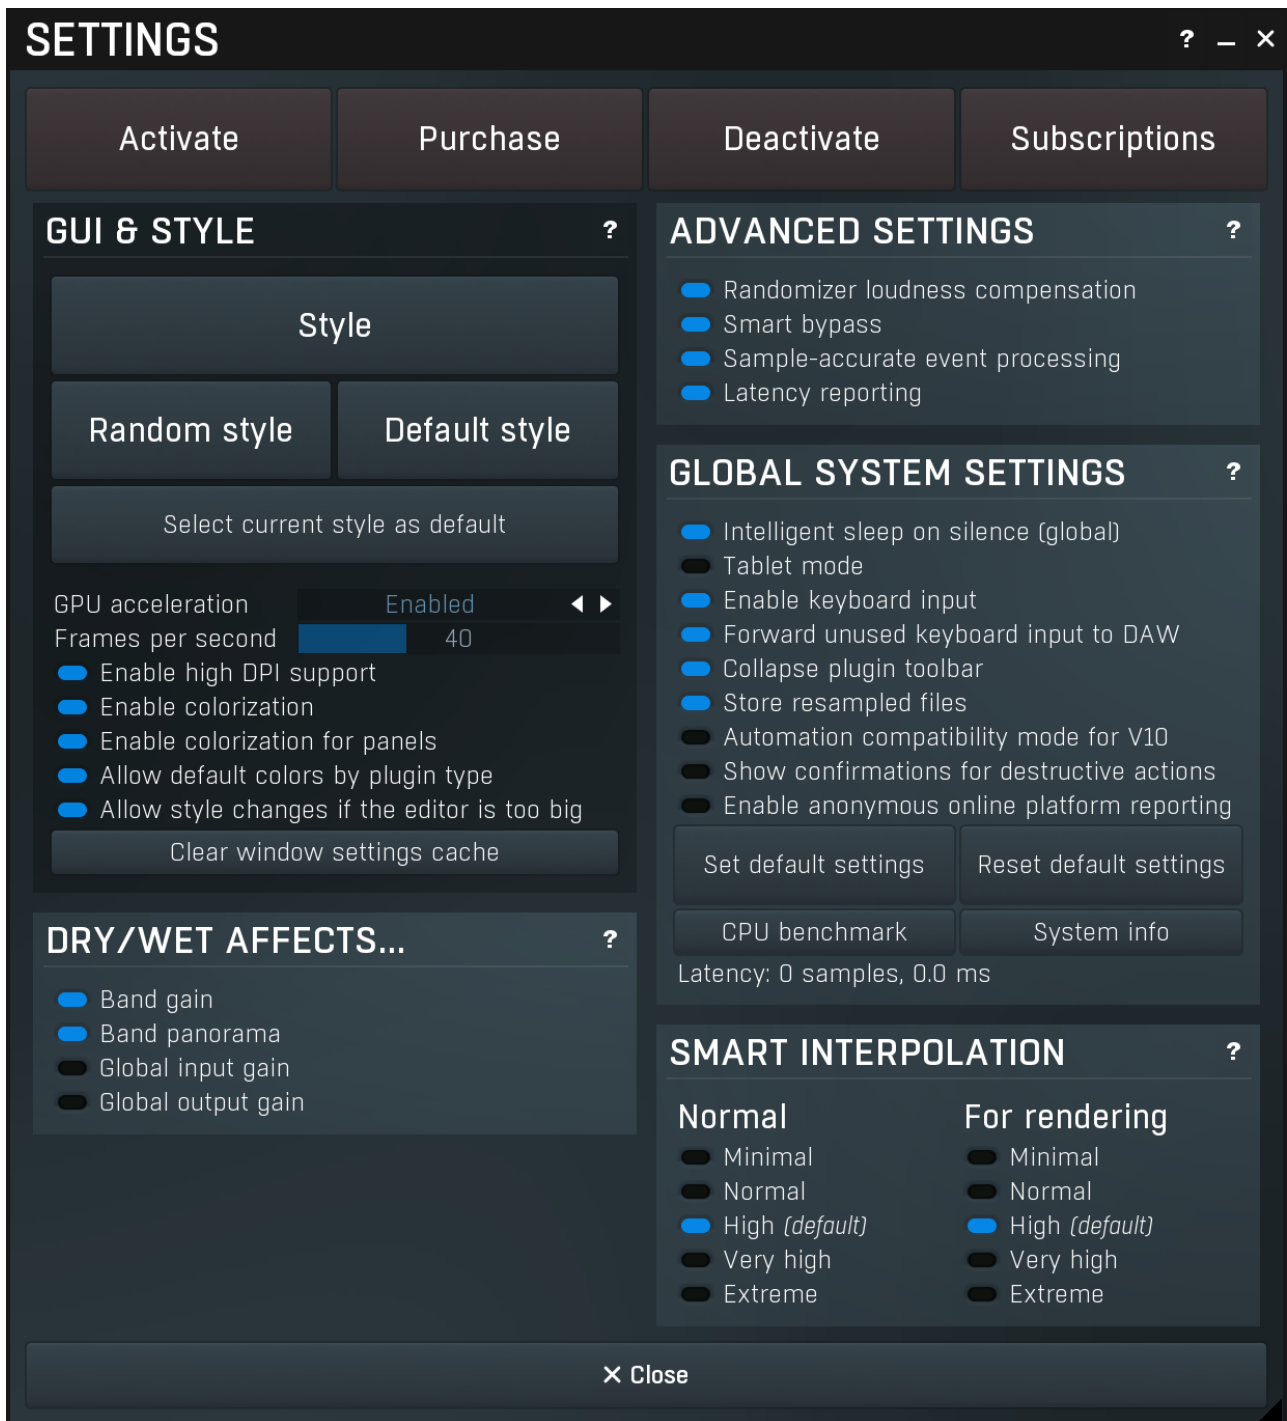 SETTINGS
? _ ×
Activate Purchase Deactivate Subscriptions
GUI & STYLE ?
Style
Random style Default style
Select current style as default
GPU acceleration Enabled
Frames per second 40
Enable high DPI support
Enable colorization
Enable colorization for panels
Allow default colors by plugin type
Allow style changes if the editor is too big
Clear window settings cache
DRY/WET AFFECTS... ?
Band gain
Band panorama
Global input gain
Global output gain
ADVANCED SETTINGS ?
Randomizer loudness compensation
Smart bypass
Sample-accurate event processing
Latency reporting
GLOBAL SYSTEM SETTINGS ?
Intelligent sleep on silence (global)
Tablet mode
Enable keyboard input
Forward unused keyboard input to DAW
Collapse plugin toolbar
Store resampled files
Automation compatibility mode for V10
Show confirmations for destructive actions
Enable anonymous online platform reporting
Set default settings Reset default settings
CPU benchmark System info
Latency: 0 samples, 0.0 ms
SMART INTERPOLATION ?
Normal For rendering
Minimal Minimal
Normal Normal
High (default) High (default)
Very high Very high
Extreme Extreme
× Close